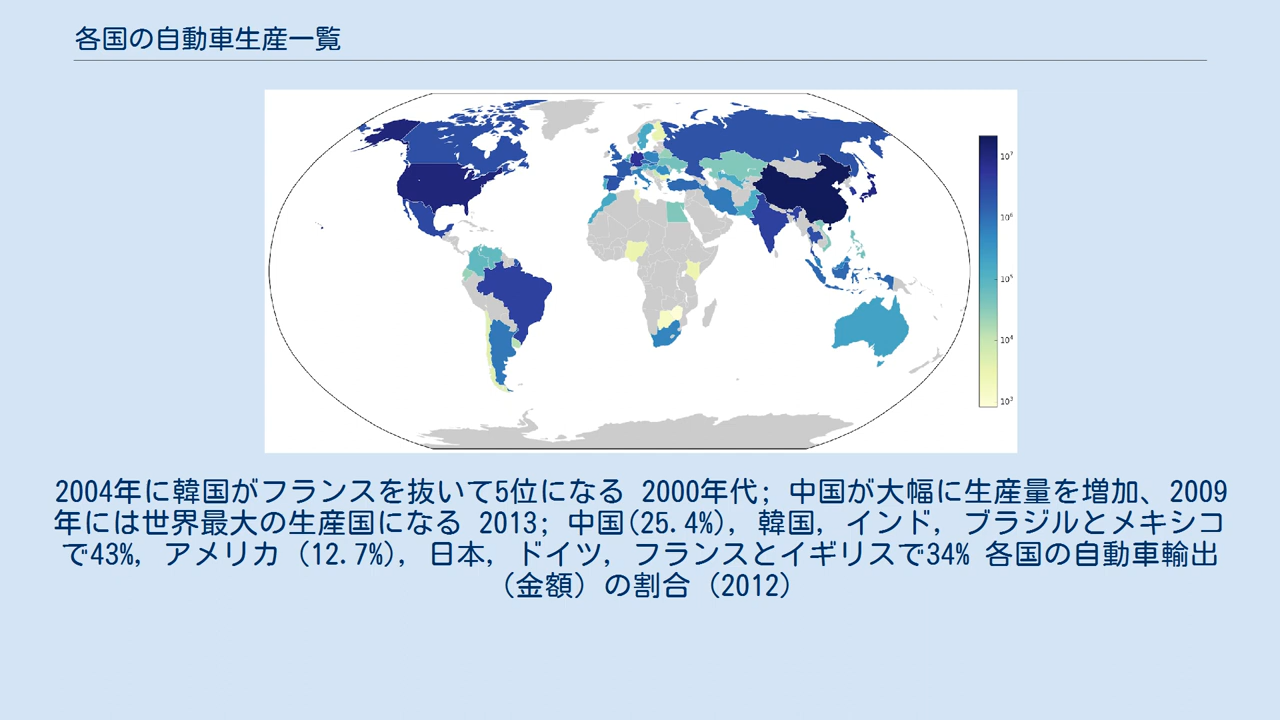 各国の自動車生産一覧
10⁷
10⁶
10⁵
10⁴
10³
2004年に韓国がフランスを抜いて5位になる 2000年代; 中国が大幅に生産量を増加、2009
年には世界最大の生産国になる 2013; 中国(25.4%), 韓国, インド, ブラジルとメキシコ
で43%, アメリカ (12.7%), 日本, ドイツ, フランスとイギリスで34% 各国の自動車輸出
（金額）の割合 (2012)